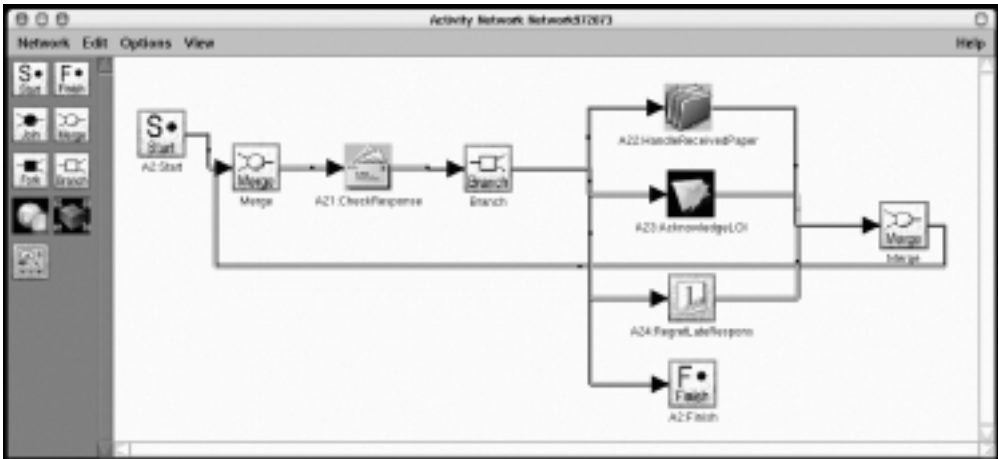 Activity Network Network972073
Network Edit Options View Help
S• F•
Start Finish
Join Merge
Fork Branch
S•
Start
A2:Start
Merge
Merge
A21:CheckResponse
Branch
Branch
A22:HandleReceivedPaper
A23:AcknowledgeLOI
A24:RegretLateRespons
F•
Finish
A2:Finish
Merge
Merge